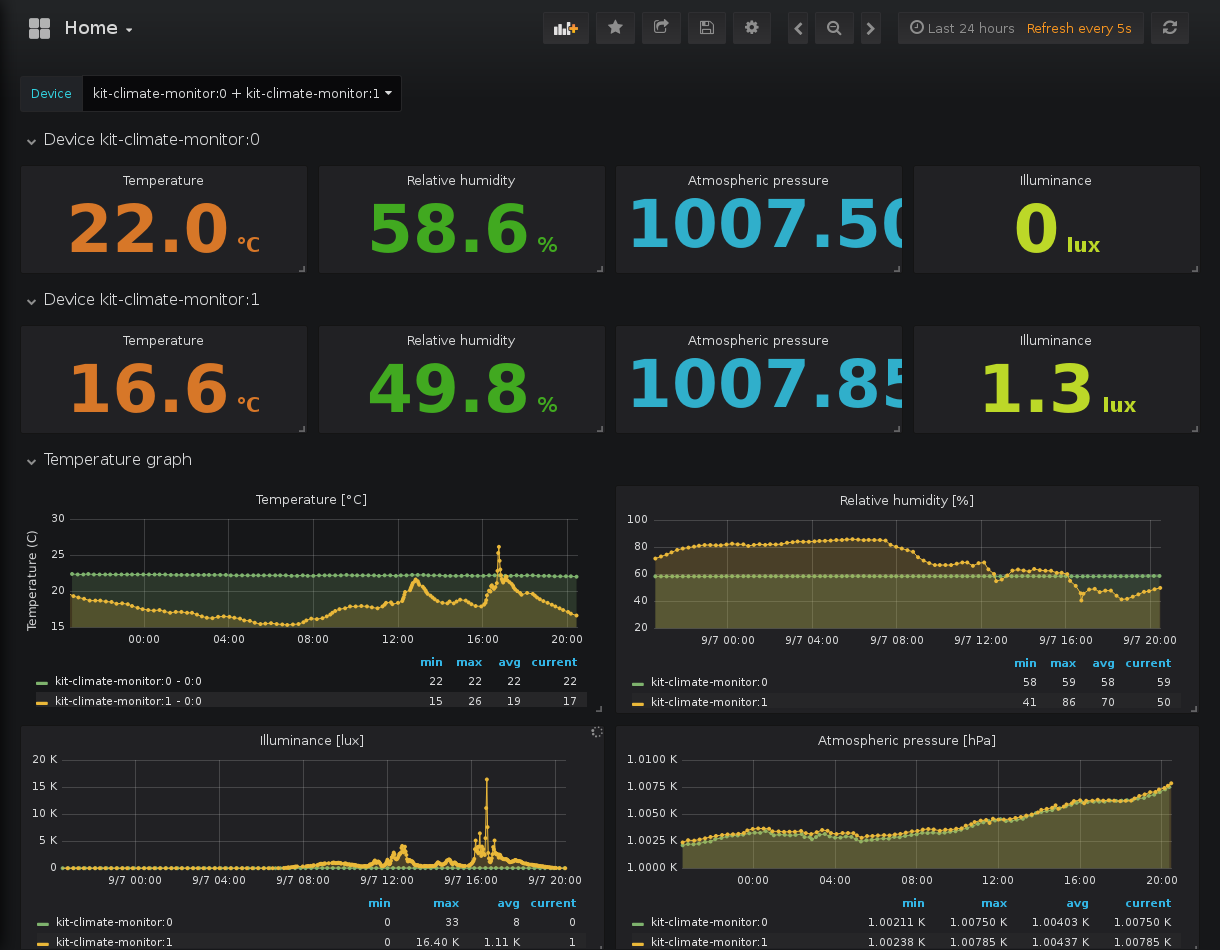 Home
Last 24 hours Refresh every 5s
Device kit-climate-monitor:0 + kit-climate-monitor:1
Device kit-climate-monitor:0
Temperature Relative humidity Atmospheric pressure Illuminance
22.0 °C 58.6 % 1007.50 0 lux
Device kit-climate-monitor:1
Temperature Relative humidity Atmospheric pressure Illuminance
16.6 °C 49.8 % 1007.85 1.3 lux
Temperature graph
Temperature [°C]
Temperature (C)
30
25
20
15
00:00 04:00 08:00 12:00 16:00 20:00
min max avg current
kit-climate-monitor:0 - 0:0 22 22 22 22
kit-climate-monitor:1 - 0:0 15 26 19 17
Relative humidity [%]
100
80
60
40
20
9/7 00:00 9/7 04:00 9/7 08:00 9/7 12:00 9/7 16:00 9/7 20:00
min max avg current
kit-climate-monitor:0 58 59 58 59
kit-climate-monitor:1 41 86 70 50
Illuminance [lux]
20 K
15 K
10 K
5 K
0
9/7 00:00 9/7 04:00 9/7 08:00 9/7 12:00 9/7 16:00 9/7 20:00
min max avg current
kit-climate-monitor:0 0 33 8 0
kit-climate-monitor:1 0 16.40 K 1.11 K 1
Atmospheric pressure [hPa]
1.0100 K
1.0075 K
1.0050 K
1.0025 K
1.0000 K
00:00 04:00 08:00 12:00 16:00 20:00
min max avg current
kit-climate-monitor:0 1.00211 K 1.00750 K 1.00403 K 1.00750 K
kit-climate-monitor:1 1.00238 K 1.00785 K 1.00437 K 1.00785 K